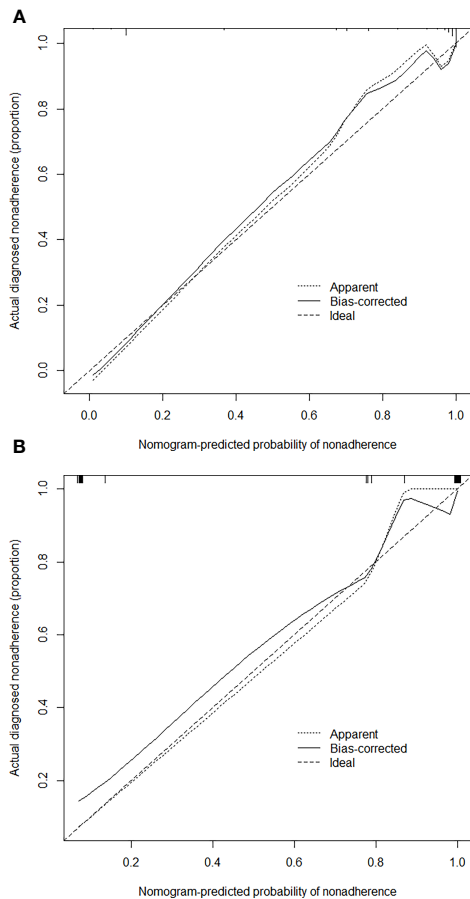 A
Actual diagnosed nonadherence (proportion)
1.0
0.8
0.6
0.4
0.2
0.0
Apparent
Bias-corrected
Ideal
0.0 0.2 0.4 0.6 0.8 1.0
Nomogram-predicted probability of nonadherence
B
Actual diagnosed nonadherence (proportion)
1.0
0.8
0.6
0.4
0.2
Apparent
Bias-corrected
Ideal
0.2 0.4 0.6 0.8 1.0
Nomogram-predicted probability of nonadherence